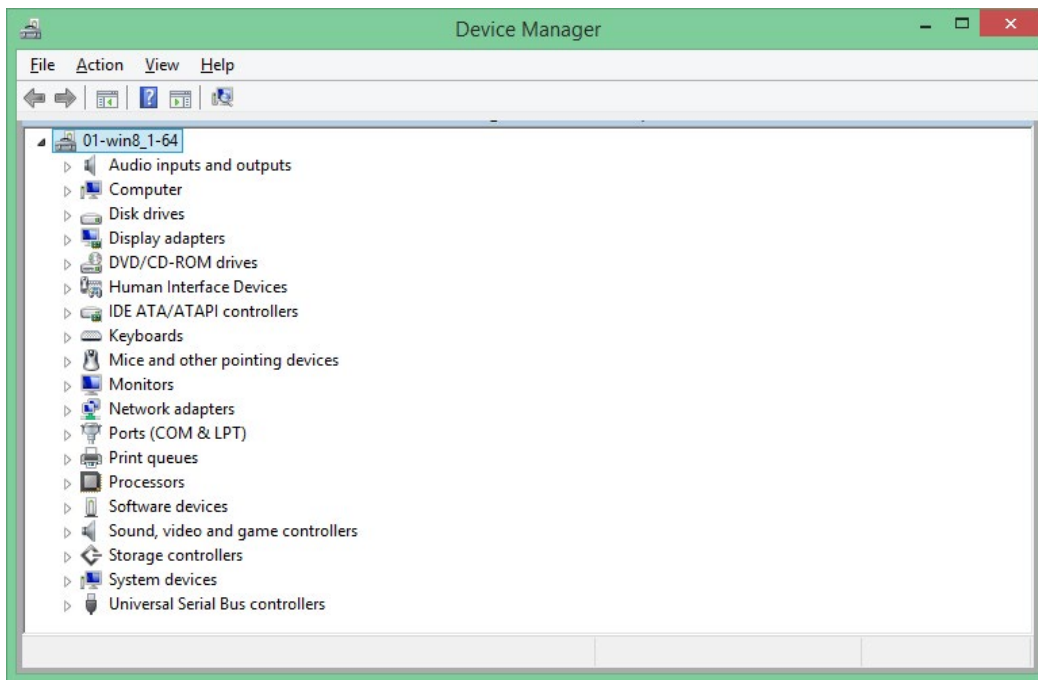 Device Manager
File Action View Help
01-win8_1-64
Audio inputs and outputs
Computer
Disk drives
Display adapters
DVD/CD-ROM drives
Human Interface Devices
IDE ATA/ATAPI controllers
Keyboards
Mice and other pointing devices
Monitors
Network adapters
Ports (COM & LPT)
Print queues
Processors
Software devices
Sound, video and game controllers
Storage controllers
System devices
Universal Serial Bus controllers